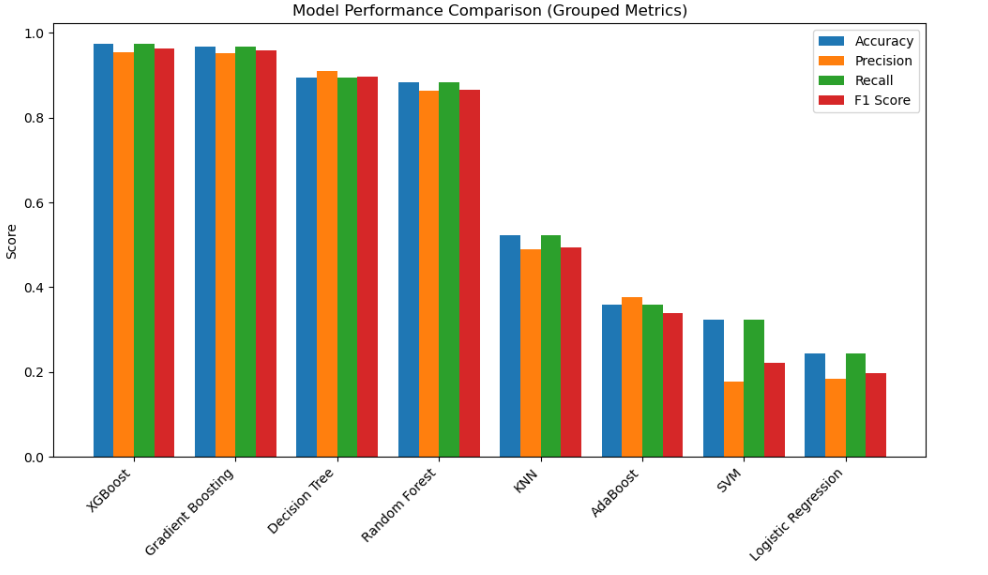 Model Performance Comparison (Grouped Metrics)
1.0
0.8
0.6
0.4
0.2
0.0
Score
Accuracy
Precision
Recall
F1 Score
XGBoost
Gradient Boosting
Decision Tree
Random Forest
KNN
AdaBoost
SVM
Logistic Regression